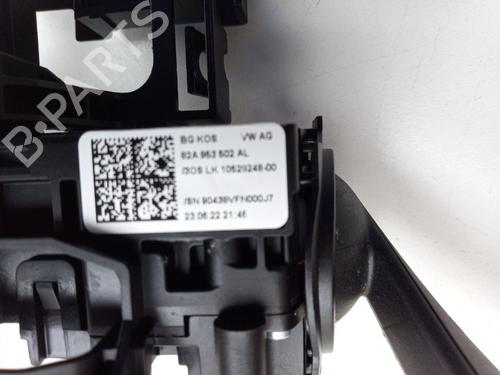 BG KOS VW AG
82A 953 502 AL
I3OS LK 10529248-00
/SN 90439VFN000JT
23.06.22 21:46
B-PARTS